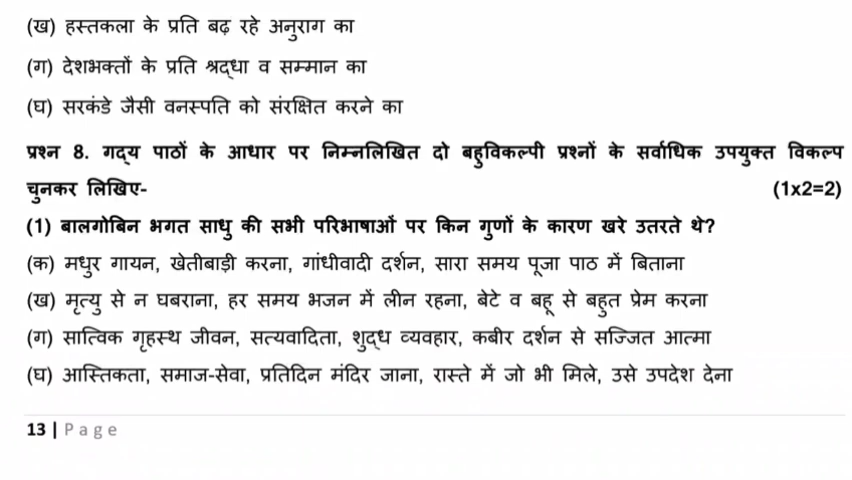 (ख) हस्तकला के प्रति बढ़ रहे अनुराग का
(ग) देशभक्तों के प्रति श्रद्धा व सम्मान का
(घ) सरकंडे जैसी वनस्पति को संरक्षित करने का
प्रश्न 8. गद्य पाठों के आधार पर निम्नलिखित दो बहुविकल्पी प्रश्नों के सर्वाधिक उपयुक्त विकल्प
चुनकर लिखिए- (1x2=2)
(1) बालगोबिन भगत साधु की सभी परिभाषाओं पर किन गुणों के कारण खरे उतरते थे?
(क) मधुर गायन, खेतीबाड़ी करना, गांधीवादी दर्शन, सारा समय पूजा पाठ में बिताना
(ख) मृत्यु से न घबराना, हर समय भजन में लीन रहना, बेटे व बहू से बहुत प्रेम करना
(ग) सात्विक गृहस्थ जीवन, सत्यवादिता, शुद्ध व्यवहार, कबीर दर्शन से सज्जित आत्मा
(घ) आस्तिकता, समाज-सेवा, प्रतिदिन मंदिर जाना, रास्ते में जो भी मिले, उसे उपदेश देना
13 | Page